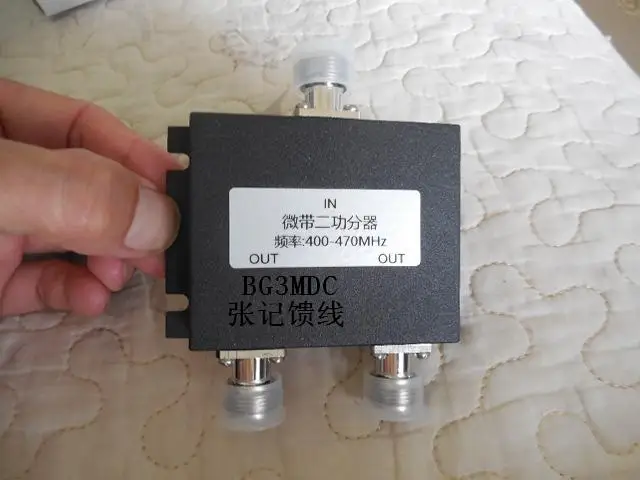 IN
微带二功分器
频率:400-470MHz
OUT OUT
BG3MDC
张记馈线